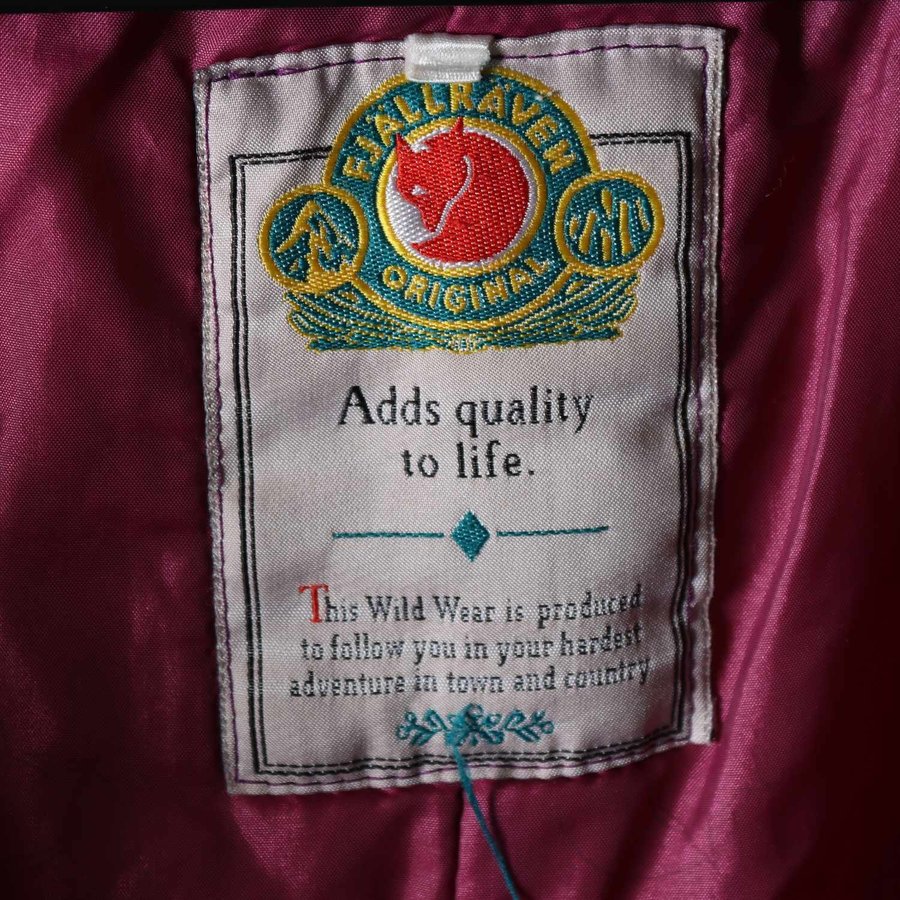 FJÄLLRÄVEN
ORIGINAL
Adds quality
to life.
This Wild Wear is produced
to follow you in your hardest
adventure in town and country